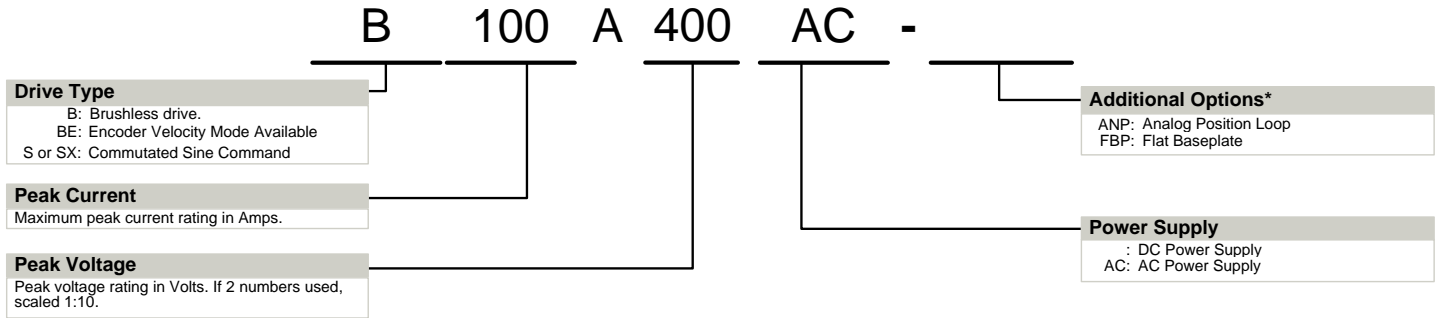 B 100 A 400 AC -
Drive Type
B: Brushless drive.
BE: Encoder Velocity Mode Available
S or SX: Commutated Sine Command
Peak Current
Maximum peak current rating in Amps.
Peak Voltage
Peak voltage rating in Volts. If 2 numbers used,
scaled 1:10.
Additional Options*
ANP: Analog Position Loop
FBP: Flat Baseplate
Power Supply
: DC Power Supply
AC: AC Power Supply